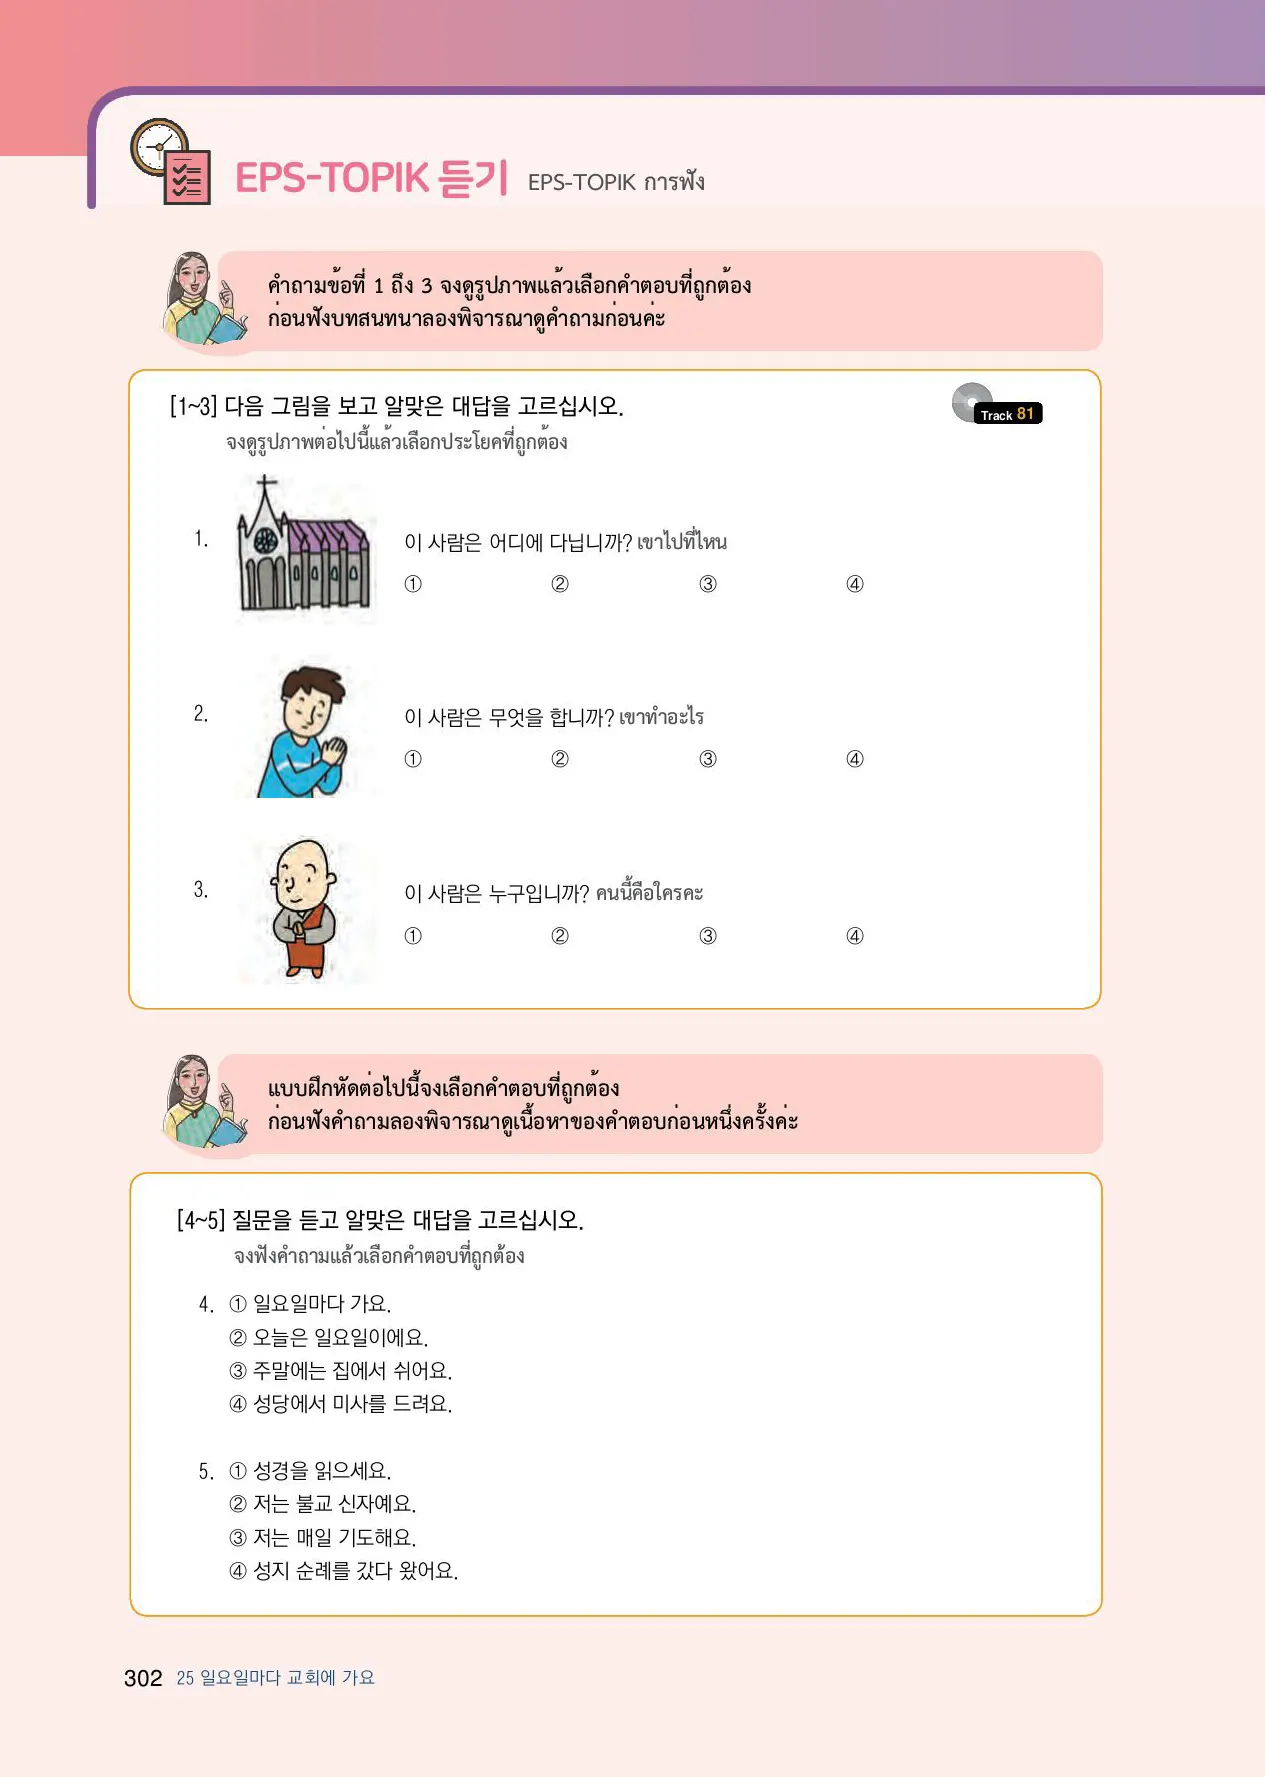 EPS-TOPIK 듣기 EPS-TOPIK การฟัง
คำถามข้อที่ 1 ถึง 3 จงดูรูปภาพแล้วเลือกคำตอบที่ถูกต้อง
ก่อนฟังบทสนทนาลองพิจารณาดูคำถามก่อนค่ะ
[1~3] 다음 그림을 보고 알맞은 대답을 고르십시오.
Track 81
จงดูรูปภาพต่อไปนี้แล้วเลือกประโยคที่ถูกต้อง
1. 이 사람은 어디에 다닙니까? เขาไปที่ไหน
① ② ③ ④
2. 이 사람은 무엇을 합니까? เขาทำอะไร
① ② ③ ④
3. 이 사람은 누구입니까? คนนี้คือใครคะ
① ② ③ ④
แบบฝึกหัดต่อไปนี้จงเลือกคำตอบที่ถูกต้อง
ก่อนฟังคำถามลองพิจารณาดูเนื้อหาของคำตอบก่อนหนึ่งครั้งค่ะ
[4~5] 질문을 듣고 알맞은 대답을 고르십시오.
จงฟังคำถามแล้วเลือกคำตอบที่ถูกต้อง
4. ① 일요일마다 가요.
② 오늘은 일요일이에요.
③ 주말에는 집에서 쉬어요.
④ 성당에서 미사를 드려요.
5. ① 성경을 읽으세요.
② 저는 불교 신자예요.
③ 저는 매일 기도해요.
④ 성지 순례를 갔다 왔어요.
302 25 일요일마다 교회에 가요